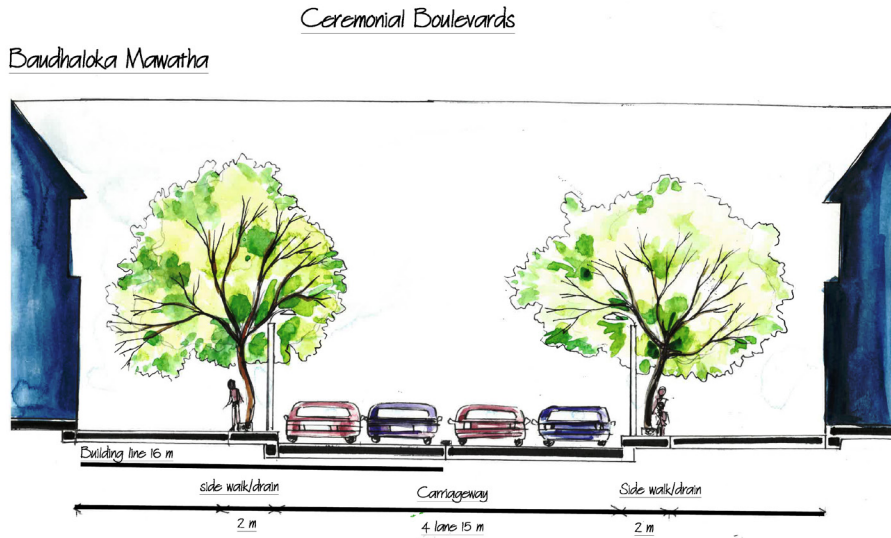 Ceremonial Boulevards
Baudhaloka Mawatha
Building line 16 m
side walk/drain
Carriageway
Side walk/drain
2 m
4 lane 15 m
2 m